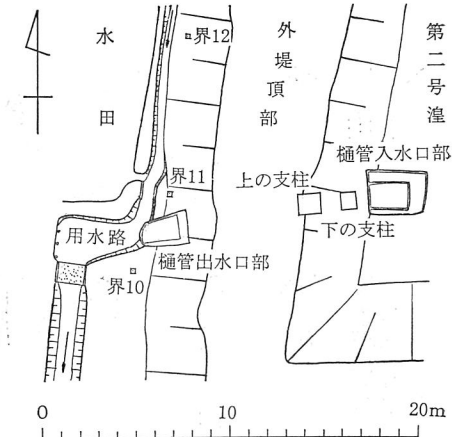 水田
界12
外堤頂部
第二号湟
樋管入水口部
上の支柱
界11
下の支柱
用水路
樋管出水口部
界10
0 10 20m